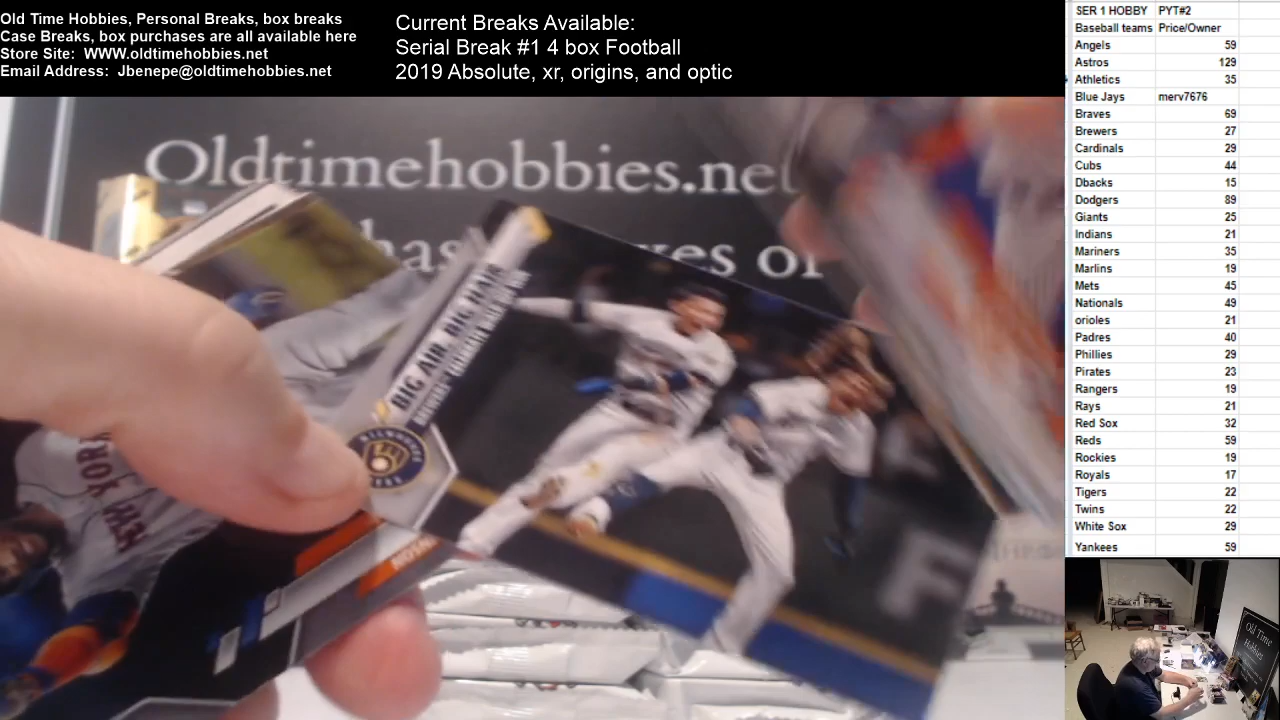 Old Time Hobbies, Personal Breaks, box breaks
Case Breaks, box purchases are all available here
Store Site:  WWW.oldtimehobbies.net
Email Address:  Jbenepe@oldtimehobbies.net
Current Breaks Available:
Serial Break #1 4 box Football
2019 Absolute, xr, origins, and optic
SER 1 HOBBY PYT#2
Baseball teams Price/Owner
Angels 59
Astros 129
Athletics 35
Blue Jays merv7676
Braves 69
Brewers 27
Cardinals 29
Cubs 44
Dbacks 15
Dodgers 89
Giants 25
Indians 21
Mariners 35
Marlins 19
Mets 45
Nationals 49
orioles 21
Padres 40
Phillies 29
Pirates 23
Rangers 19
Rays 21
Red Sox 32
Reds 59
Rockies 19
Royals 17
Tigers 22
Twins 22
White Sox 29
Yankees 59
Oldtimehobbies.net
of
BIG AIR, BIG HAIR
MILWAUKEE
YORK
Old Time